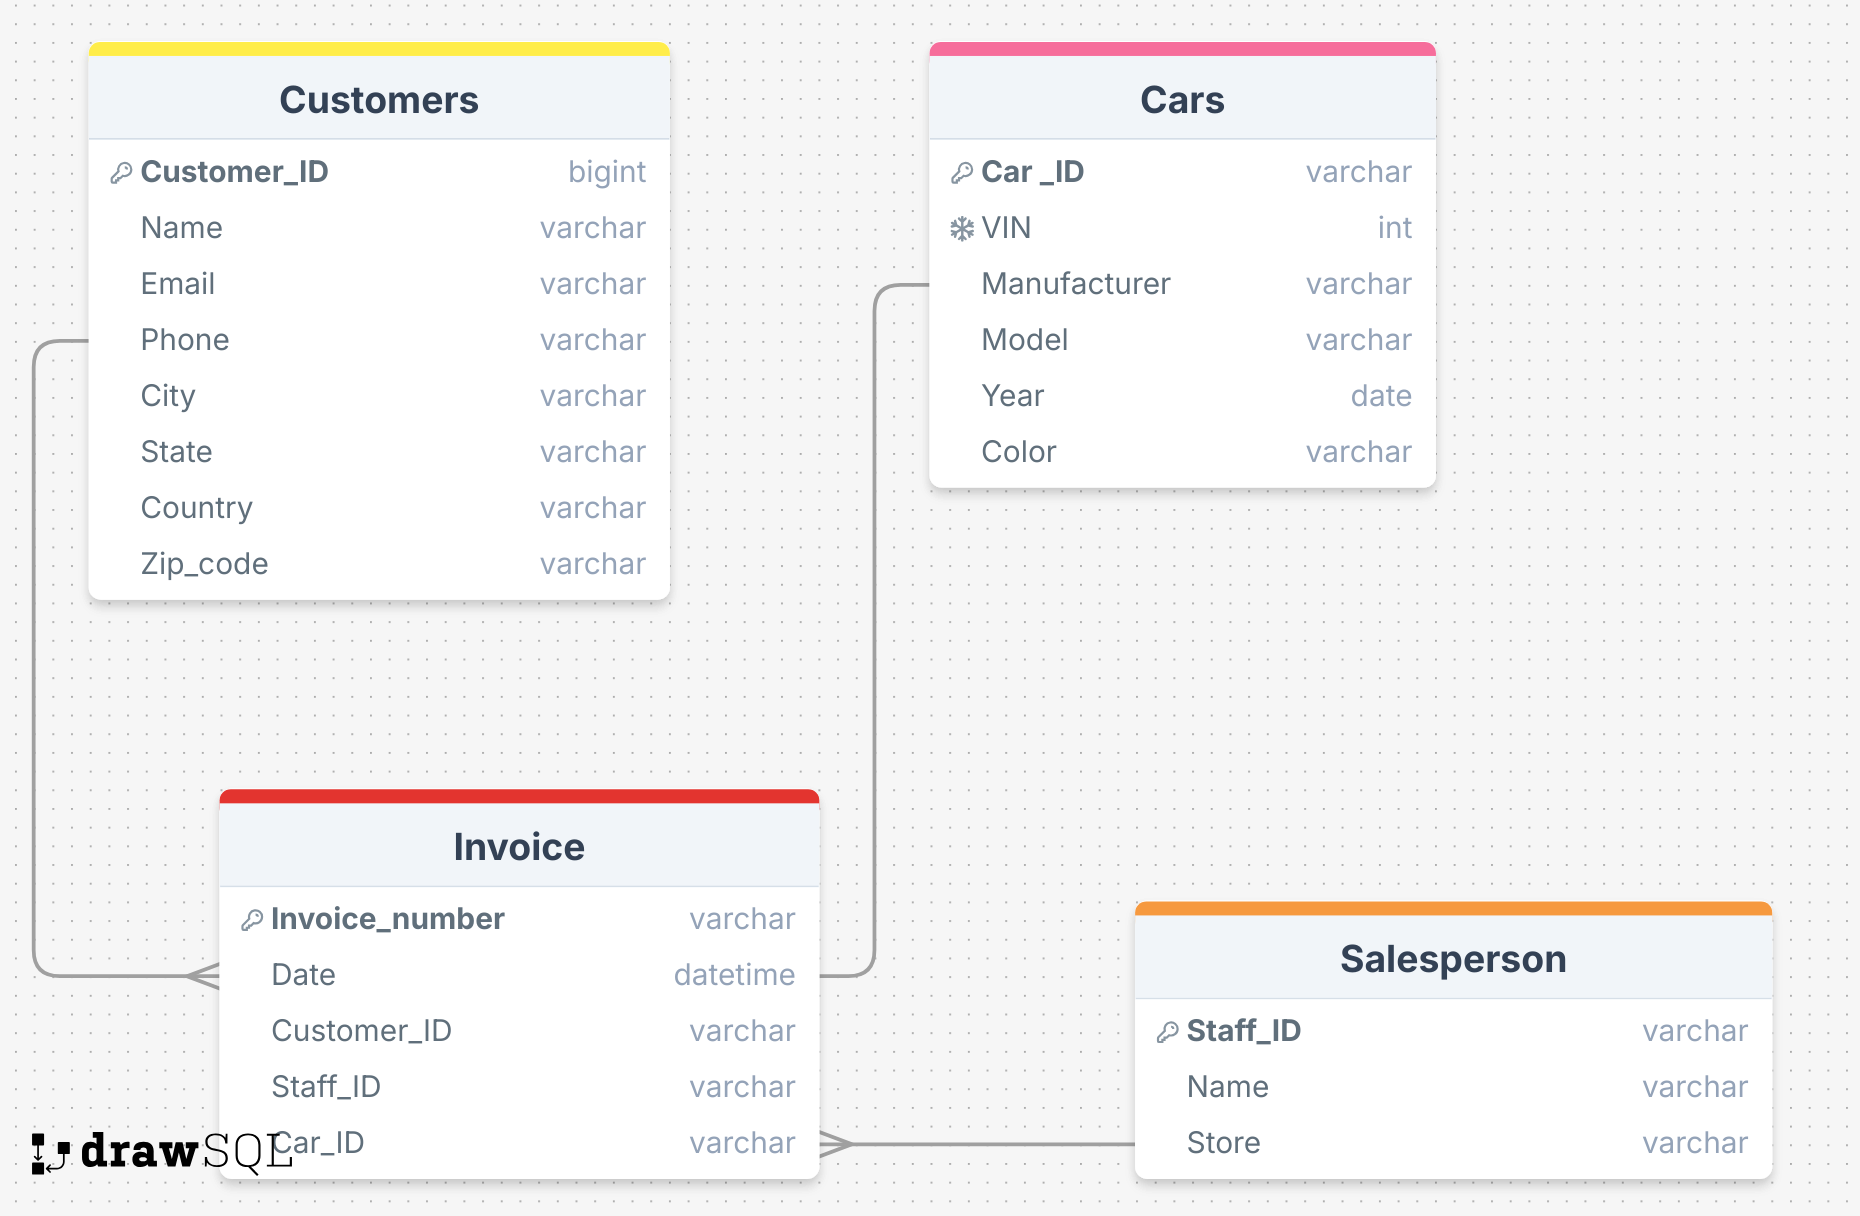 Customers
Customer_ID bigint
Name varchar
Email varchar
Phone varchar
City varchar
State varchar
Country varchar
Zip_code varchar
Cars
Car _ID varchar
VIN int
Manufacturer varchar
Model varchar
Year date
Color varchar
Invoice
Invoice_number varchar
Date datetime
Customer_ID varchar
Staff_ID varchar
Car_ID varchar
Salesperson
Staff_ID varchar
Name varchar
Store varchar
drawSQL